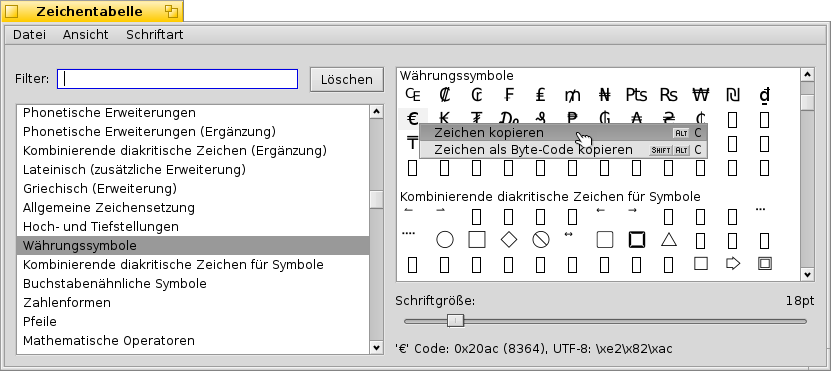 Zeichentabelle
Datei Ansicht Schriftart
Filter: Löschen
Phonetische Erweiterungen
Phonetische Erweiterungen (Ergänzung)
Kombinierende diakritische Zeichen (Ergänzung)
Lateinisch (zusätzliche Erweiterung)
Griechisch (Erweiterung)
Allgemeine Zeichensetzung
Hoch- und Tiefstellungen
Währungssymbole
Kombinierende diakritische Zeichen für Symbole
Buchstabenähnliche Symbole
Zahlenformen
Pfeile
Mathematische Operatoren
Währungssymbole
₠ ₡ ₢ ₣ ₤ ₥ ₦ ₧ ₨ ₩ ₪ ₫
€ ₭ ₮ ₯ ₰ ₱ ₲ ₳ ₴ ₵
Zeichen kopieren ALT C
Zeichen als Byte-Code kopieren SHIFT ALT C
Kombinierende diakritische Zeichen für Symbole
Schriftgröße: 18pt
'€' Code: 0x20ac (8364), UTF-8: \xe2\x82\xac